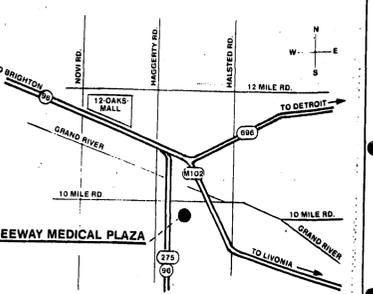 N
W E
S
NOVI RD.
HAGGERTY RD.
HALSTED RD.
O BRIGHTON
96
12 MILE RD.
12-OAKS-
MALL
TO DETROIT
696
GRAND RIVER
M102
10 MILE RD
10 MILE RD.
EEWAY MEDICAL PLAZA
GRAND RIVER
TO LIVONIA
275
96